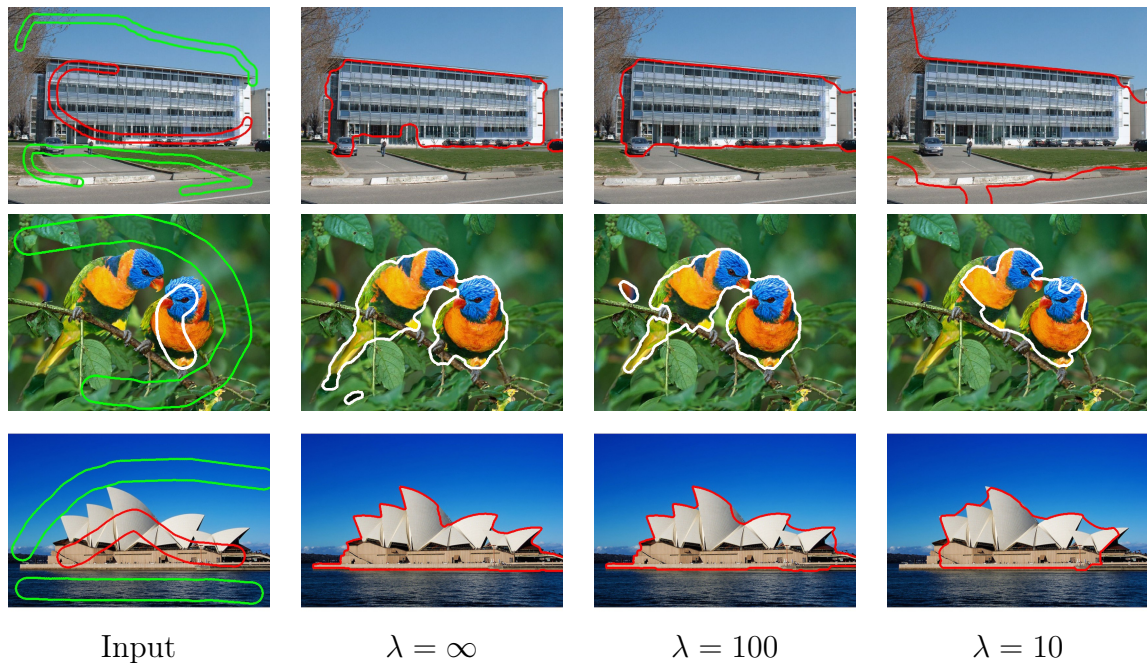 Input λ = ∞ λ = 100 λ = 10